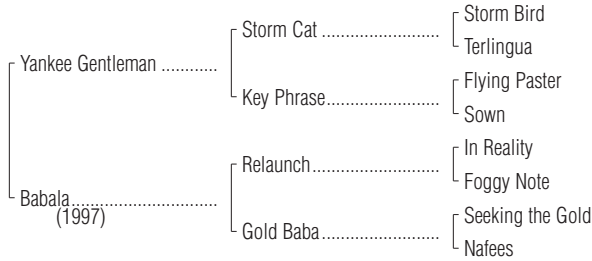 Storm Bird
Storm Cat ........................
Terlingua
Yankee Gentleman ............
Flying Paster
Key Phrase.......................
Sown
In Reality
Relaunch..........................
Foggy Note
Babala...............................
(1997)
Seeking the Gold
Gold Baba........................
Nafees